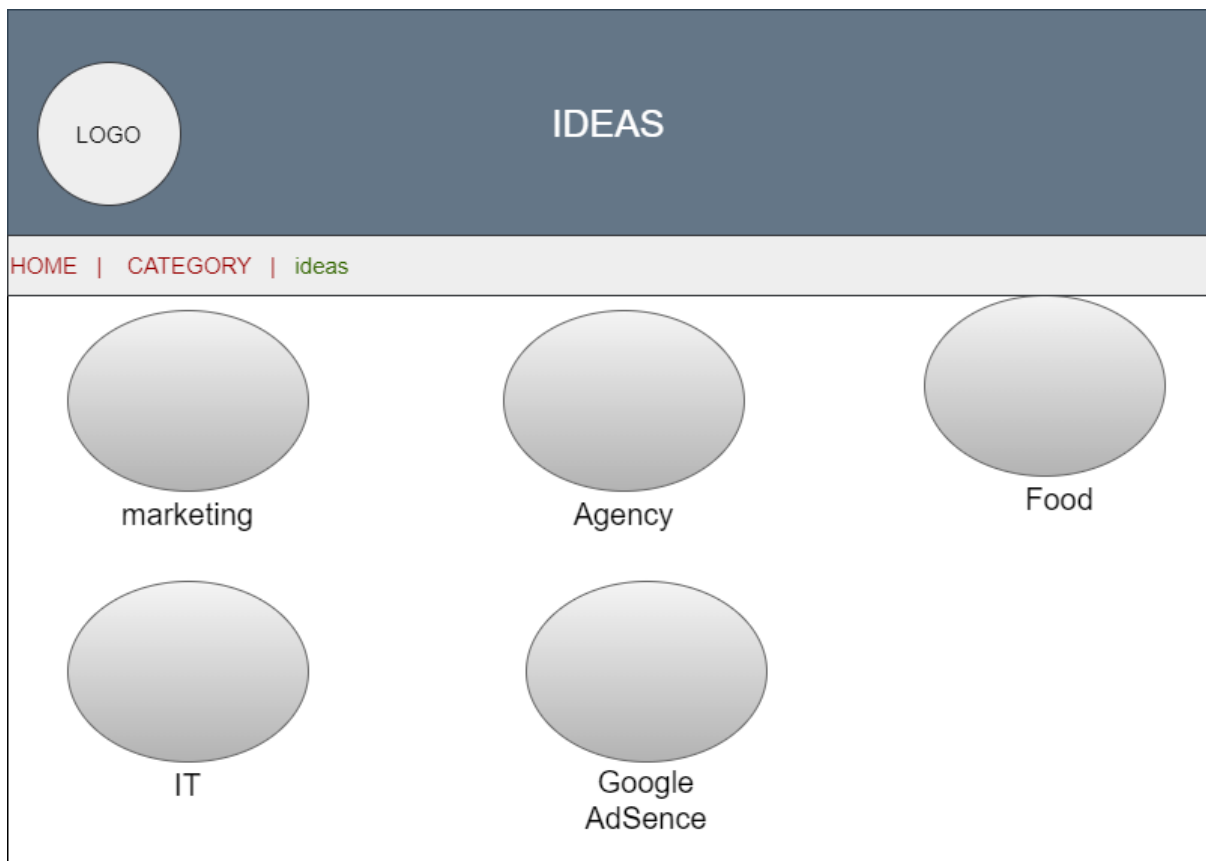 LOGO
IDEAS
HOME | CATEGORY | ideas
marketing
Agency
Food
IT
Google
AdSence